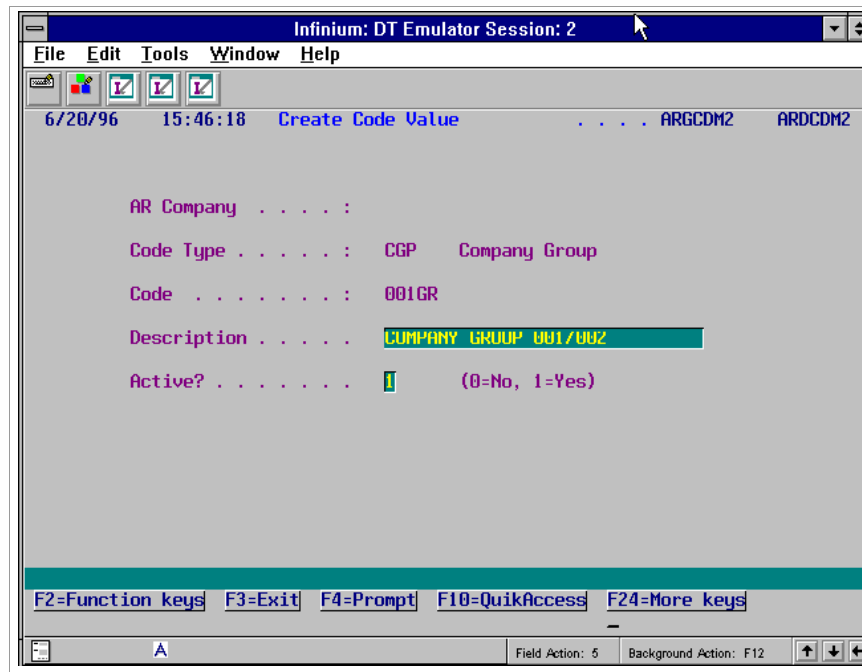 Infinium: DT Emulator Session: 2
File Edit Tools Window Help
6/20/96 15:46:18 Create Code Value . . . . ARGCDM2 ARDCDM2
AR Company . . . . :
Code Type . . . . . : CGP Company Group
Code . . . . . . . : 001GR
Description . . . . . COMPANY GROUP 001/002
Active? . . . . . . . 1 (0=No, 1=Yes)
F2=Function keys F3=Exit F4=Prompt F10=QuikAccess F24=More keys
A Field Action: 5 Background Action: F12